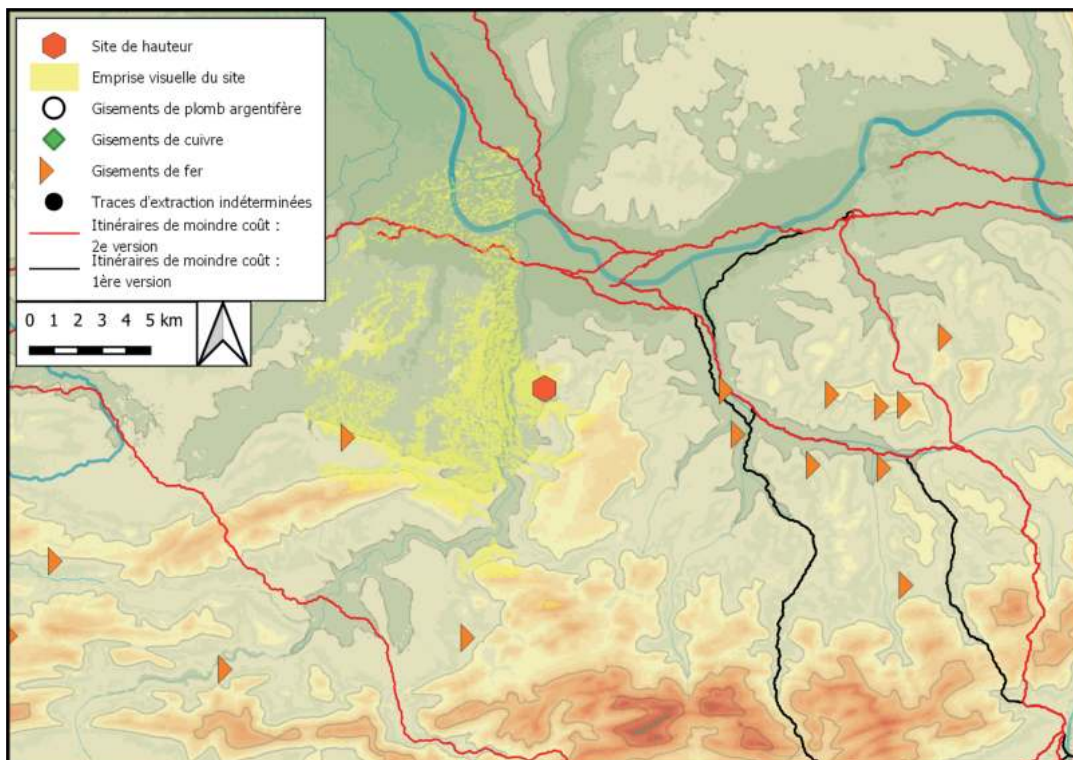 Site de hauteur
Emprise visuelle du site
Gisements de plomb argentifère
Gisements de cuivre
Gisements de fer
Traces d'extraction indéterminées
Itinéraires de moindre coût :
2e version
Itinéraires de moindre coût :
1ère version
0 1 2 3 4 5 km